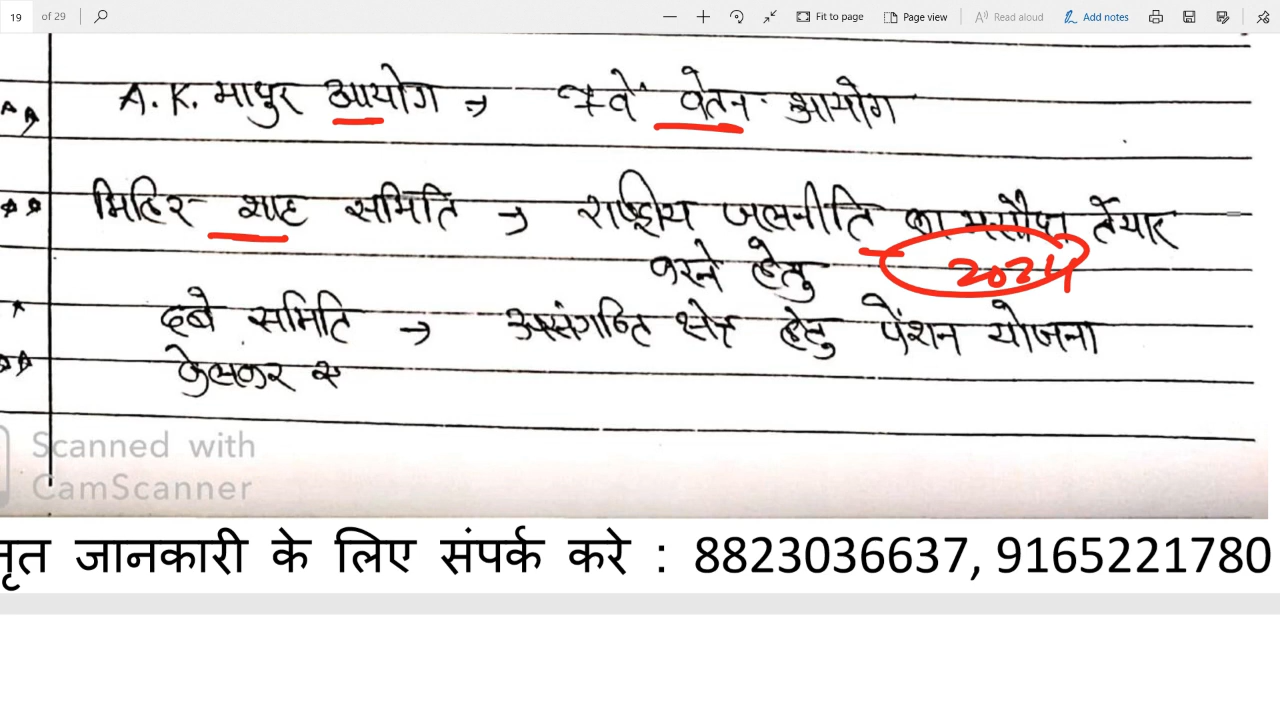 19 of 29 Fit to page Page view Read aloud Add notes
A.K. माथुर आयोग → 7वें वेतन आयोग
मिहिर शाह समिति → राष्ट्रीय जलनीति का मसौदा तैयार
करने हेतु 2024
दबे समिति → असंगठित क्षेत्र हेतु पेंशन योजना
केलकर स
Scanned with
CamScanner
तृत जानकारी के लिए संपर्क करे : 8823036637, 9165221780